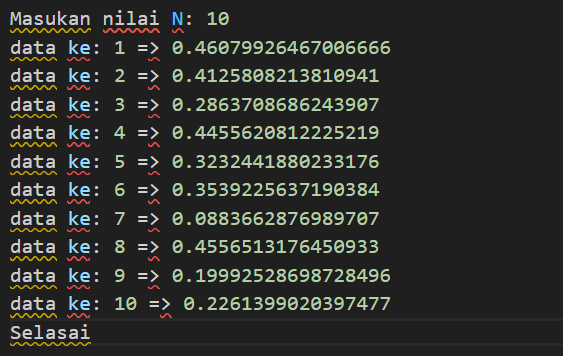 Masukan nilai N: 10
data ke: 1 => 0.46079926467006666
data ke: 2 => 0.4125808213810941
data ke: 3 => 0.2863708686243907
data ke: 4 => 0.4455620812225219
data ke: 5 => 0.3232441880233176
data ke: 6 => 0.3539225637190384
data ke: 7 => 0.0883662876989707
data ke: 8 => 0.4556513176450933
data ke: 9 => 0.19992528698728496
data ke: 10 => 0.2261399020397477
Selasai